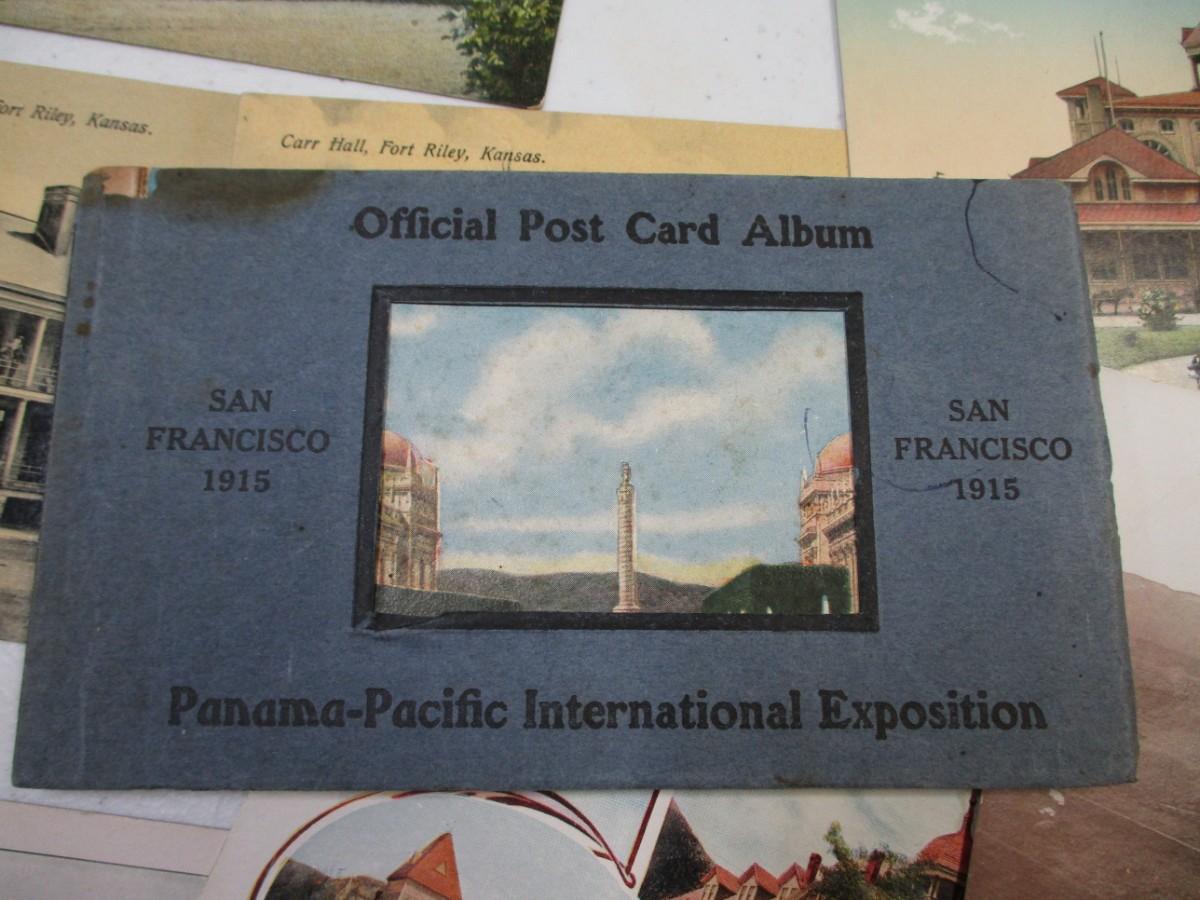 Fort Riley, Kansas.
Carr Hall, Fort Riley, Kansas.
Official Post Card Album
SAN
FRANCISCO
1915
SAN
FRANCISCO
1915
Panama-Pacific International Exposition